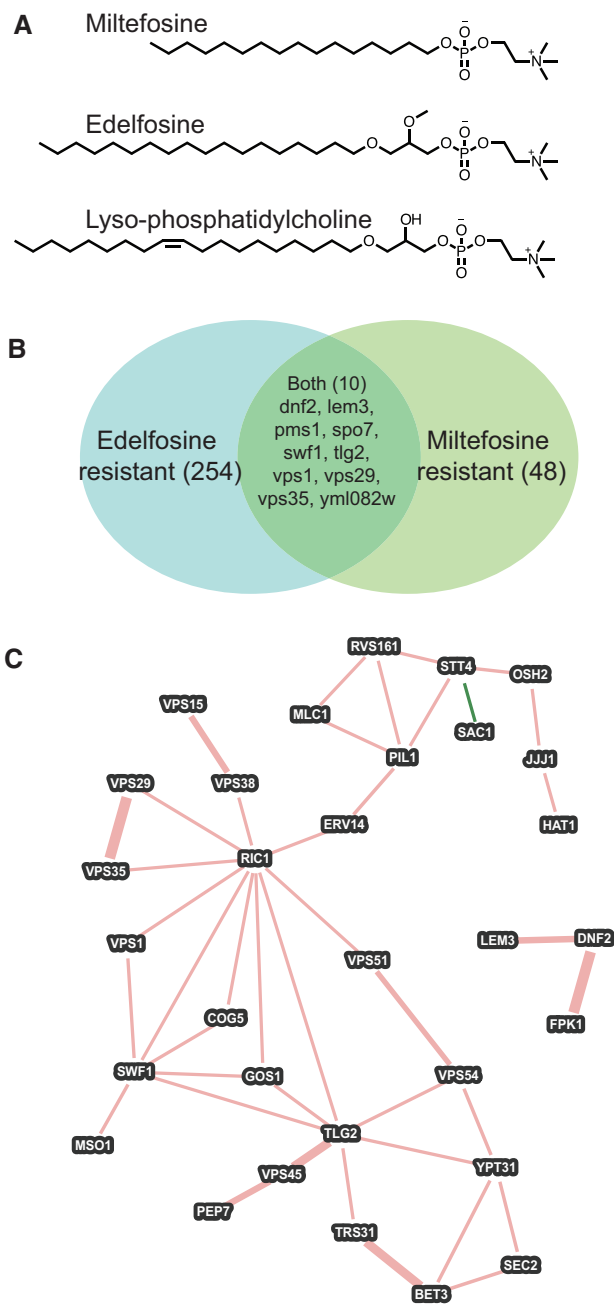 A
Miltefosine
O
O
P
O
O
−
N
+
Edelfosine
O
O
O
O
P
O
O
−
N
+
Lyso-phosphatidylcholine
OH
O
O
O
P
O
O
−
N
+
B
Edelfosine
resistant (254)
Both (10)
dnf2, lem3,
pms1, spo7,
swf1, tlg2,
vps1, vps29,
vps35, yml082w
Miltefosine
resistant (48)
C
RVS161
STT4
OSH2
VPS15
MLC1
SAC1
PIL1
JJJ1
VPS29
VPS38
ERV14
HAT1
RIC1
VPS35
VPS1
LEM3
DNF2
VPS51
COG5
FPK1
SWF1
GOS1
VPS54
MSO1
TLG2
VPS45
YPT31
PEP7
TRS31
SEC2
BET3